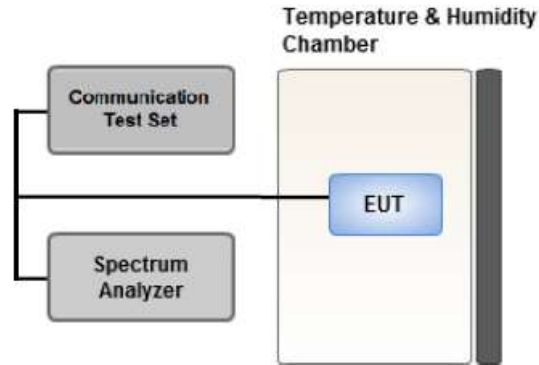 Temperature & Humidity
Chamber
Communication
Test Set
EUT
Spectrum
Analyzer